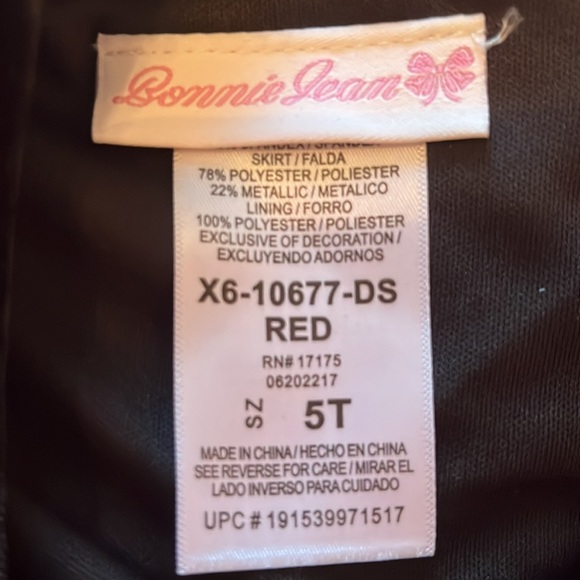 Bonnie Jean
SPANDEX / SPANDEX
SKIRT / FALDA
78% POLYESTER / POLIESTER
22% METALLIC / METALICO
LINING / FORRO
100% POLYESTER / POLIESTER
EXCLUSIVE OF DECORATION /
EXCLUYENDO ADORNOS
X6-10677-DS
RED
RN# 17175
06202217
SZ 5T
MADE IN CHINA / HECHO EN CHINA
SEE REVERSE FOR CARE / MIRAR EL
LADO INVERSO PARA CUIDADO
UPC # 191539971517